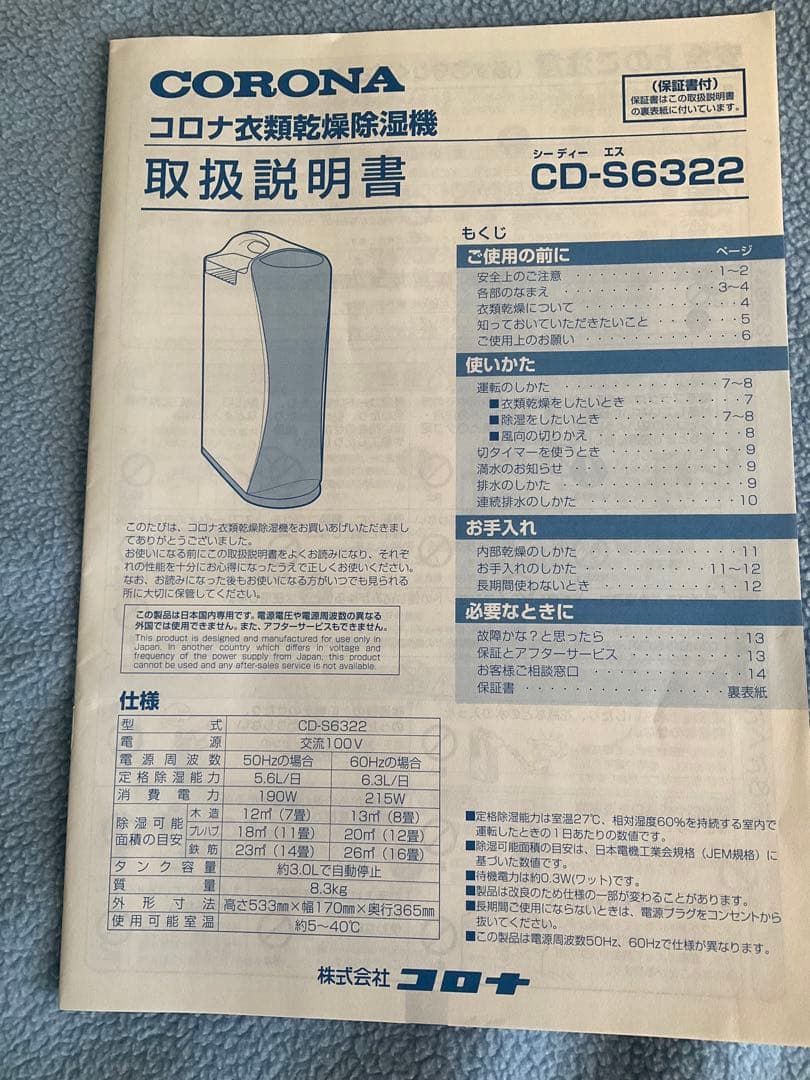 CORONA
コロナ衣類乾燥除湿機
取扱説明書
(保証書付)
保証書はこの取扱説明書
の裏表紙に付いています。
シー ディー エス
CD-S6322
もくじ
ご使用の前に ページ
安全上のご注意 ・・・・・・・・・・・・・ 1〜2
各部のなまえ ・・・・・・・・・・・・・ 3〜4
衣類乾燥について ・・・・・・・・・・・・・ 4
知っておいていただきたいこと ・・・・・・・ 5
ご使用上のお願い ・・・・・・・・・・・・・ 6
使いかた
運転のしかた ・・・・・・・・・・・・・ 7〜8
■衣類乾燥をしたいとき ・・・・・・・・・ 7
■除湿をしたいとき ・・・・・・・・・ 7〜8
■風向の切りかえ ・・・・・・・・・・・・ 8
切タイマーを使うとき ・・・・・・・・・・・ 9
満水のお知らせ ・・・・・・・・・・・・・ 9
排水のしかた ・・・・・・・・・・・・・・ 9
連続排水のしかた ・・・・・・・・・・・・ 10
お手入れ
内部乾燥のしかた ・・・・・・・・・・・・ 11
お手入れのしかた ・・・・・・・・・・ 11〜12
長期間使わないとき ・・・・・・・・・・・ 12
必要なときに
故障かな?と思ったら ・・・・・・・・・・ 13
保証とアフターサービス ・・・・・・・・・ 13
お客様ご相談窓口 ・・・・・・・・・・・・ 14
保証書 ・・・・・・・・・・・・・・・ 裏表紙
このたびは、コロナ衣類乾燥除湿機をお買いあげいただきまし
てありがとうございました。
お使いになる前にこの取扱説明書をよくお読みになり、それぞ
れの性能を十分にお心得になったうえで正しくお使いください。
なお、お読みになった後もお使いになる方がいつでも見られる
所に大切に保管してください。
この製品は日本国内専用です。電源電圧や電源周波数の異なる
外国では使用できません。また、アフターサービスもできません。
This product is designed and manufactured for use only in
Japan. In another country which differs in voltage and
frequency of the power supply from Japan, this product
cannot be used and any after-sales service is not available.
仕様
型式 CD-S6322
電源 交流100V
電源周波数 50Hzの場合 60Hzの場合
定格除湿能力 5.6L/日 6.3L/日
消費電力 190W 215W
除湿可能面積の目安 木造 12㎡(7畳) 13㎡(8畳)
プレハブ 18㎡(11畳) 20㎡(12畳)
鉄筋 23㎡(14畳) 26㎡(16畳)
タンク容量 約3.0Lで自動停止
質量 8.3kg
外形寸法 高さ533㎜×幅170㎜×奥行365㎜
使用可能室温 約5〜40℃
■定格除湿能力は室温27℃、相対湿度60%を持続する室内で
運転したときの1日あたりの数値です。
■除湿可能面積の目安は、日本電機工業会規格(JEM規格)に
基づいた数値です。
■待機電力は約0.3W(ワット)です。
■製品は改良のため仕様の一部が変わることがあります。
■長期間ご使用にならないときは、電源プラグをコンセントから
抜いてください。
■この製品は電源周波数50Hz、60Hzで仕様が異なります。
株式会社 コロナ